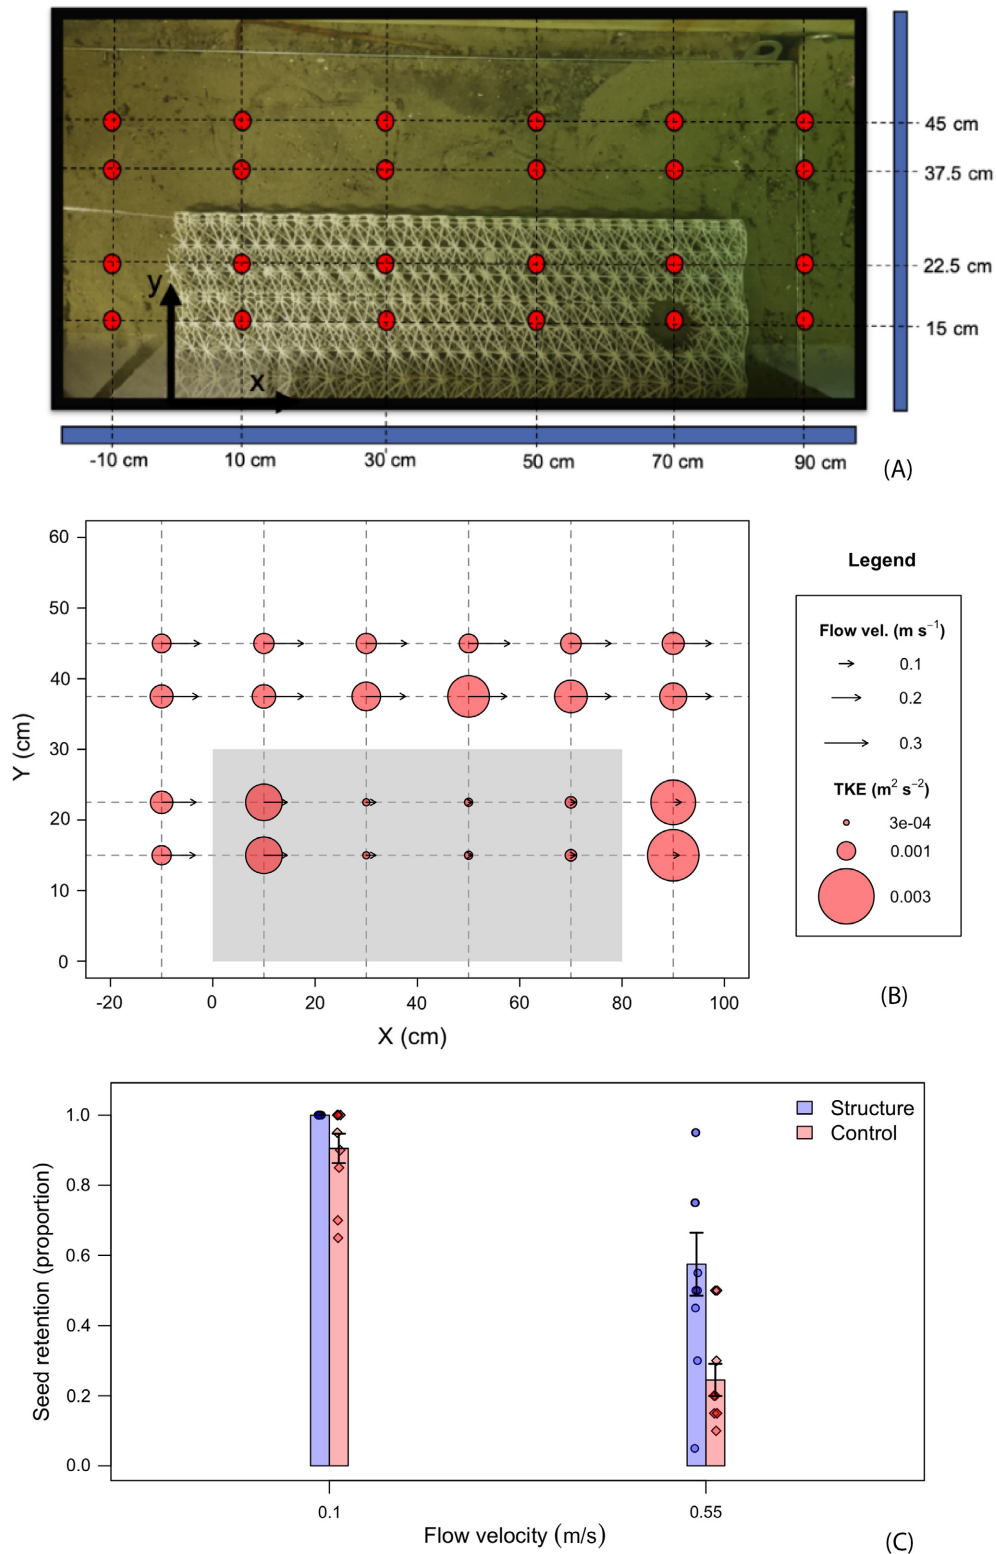 45 cm
37.5 cm
22.5 cm
15 cm
y
x
-10 cm 10 cm 30 cm 50 cm 70 cm 90 cm
(A)
60
50
40
30
20
10
0
Y (cm)
-20 0 20 40 60 80 100
X (cm)
Legend
Flow vel. (m s⁻¹)
0.1
0.2
0.3
TKE (m² s⁻²)
3e-04
0.001
0.003
(B)
Structure
Control
1.0
0.8
0.6
0.4
0.2
0.0
Seed retention (proportion)
0.1 0.55
Flow velocity (m/s)
(C)